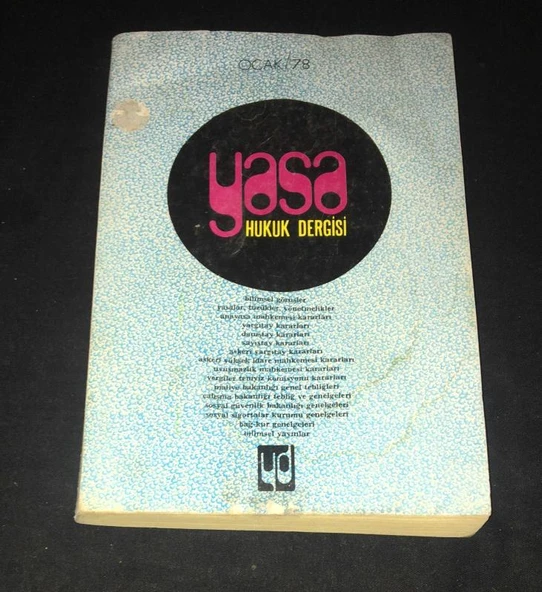 OCAK/78
yasa
HUKUK DERGİSİ
bilimsel görüşler
yasalar, tüzükler, yönetmelikler
anayasa mahkemesi kararları
yargıtay kararları
danıştay kararları
sayıştay kararları
askeri yargıtay kararları
askeri yüksek idare mahkemesi kararları
uyuşmazlık mahkemesi kararları
vergiler temyiz komisyonu kararları
maliye bakanlığı genel tebliğleri
çalışma bakanlığı tebliğ ve genelgeleri
sosyal güvenlik bakanlığı genelgeleri
sosyal sigortalar kurumu genelgeleri
bağ-kur genelgeleri
bilimsel yayınlar
yd